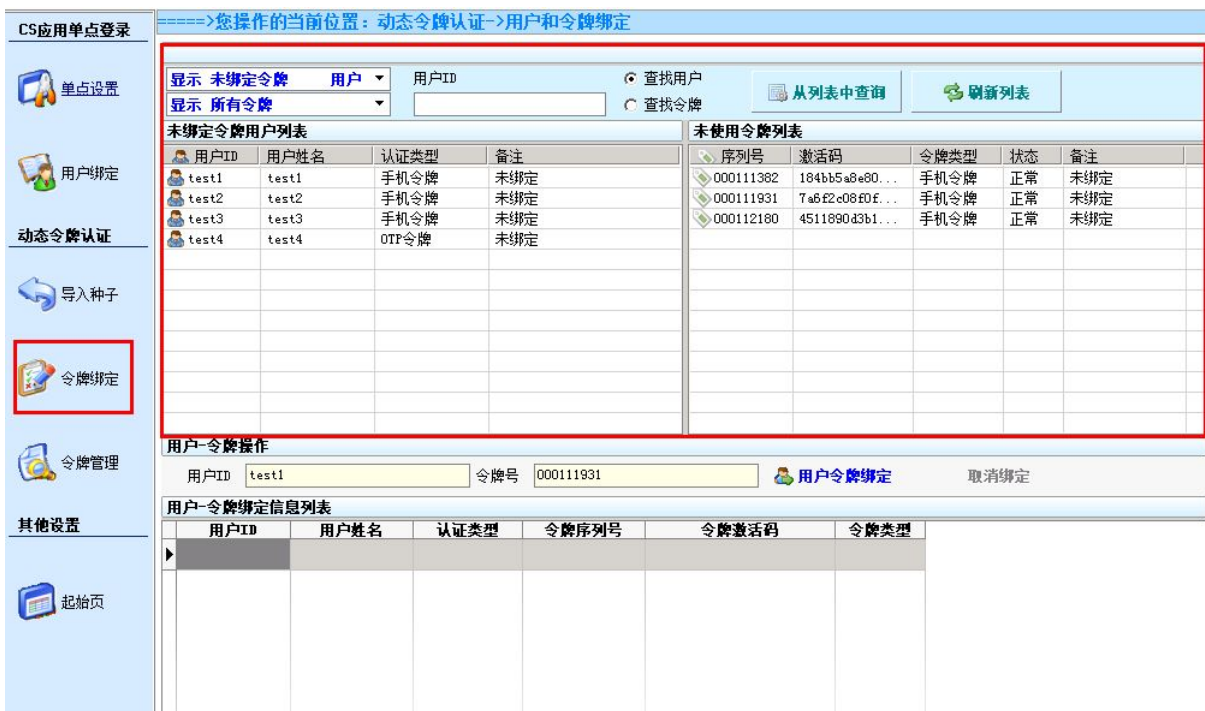 CS应用单点登录
单点设置
用户绑定
动态令牌认证
导入种子
令牌绑定
令牌管理
其他设置
起始页
=====>您操作的当前位置: 动态令牌认证->用户和令牌绑定
显示 未绑定令牌 用户 用户ID 查找用户
显示 所有令牌 查找令牌
从列表中查询 刷新列表
未绑定令牌用户列表
用户ID 用户姓名 认证类型 备注
test1 test1 手机令牌 未绑定
test2 test2 手机令牌 未绑定
test3 test3 手机令牌 未绑定
test4 test4 OTP令牌 未绑定
未使用令牌列表
序列号 激活码 令牌类型 状态 备注
000111382 184bb5a8e80... 手机令牌 正常 未绑定
000111931 7a6f2c08f0f... 手机令牌 正常 未绑定
000112180 4511890d3b1... 手机令牌 正常 未绑定
用户-令牌操作
用户ID test1 令牌号 000111931 用户令牌绑定 取消绑定
用户-令牌绑定信息列表
用户ID 用户姓名 认证类型 令牌序列号 令牌激活码 令牌类型